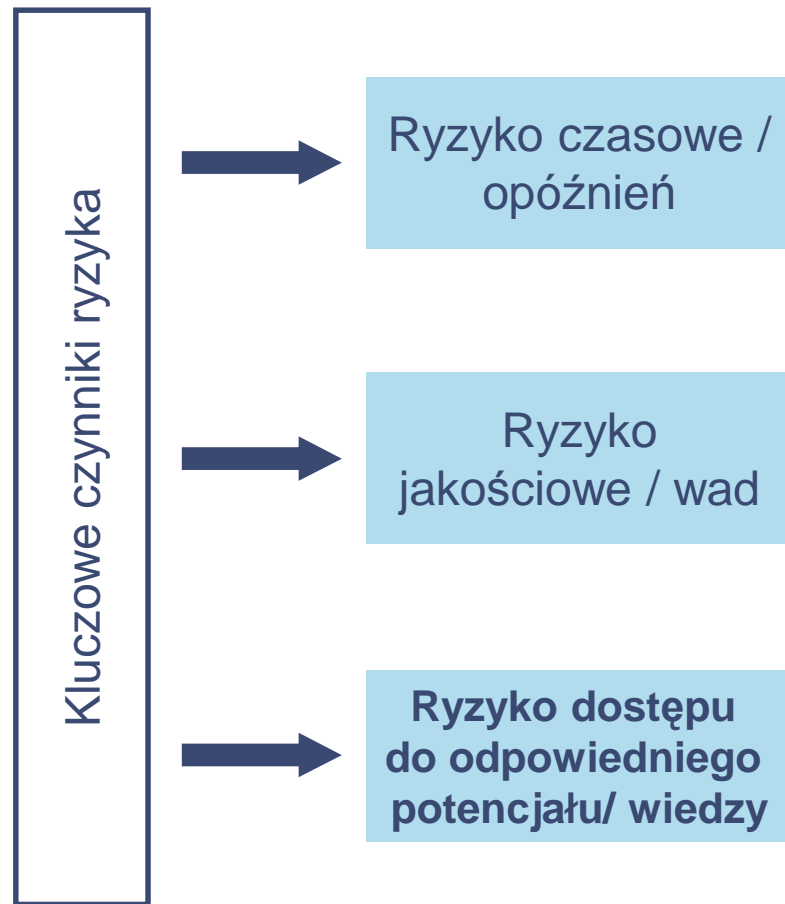 Kluczowe czynniki ryzyka
Ryzyko czasowe /
opóźnień
Ryzyko
jakościowe / wad
Ryzyko dostępu
do odpowiedniego
potencjału/ wiedzy